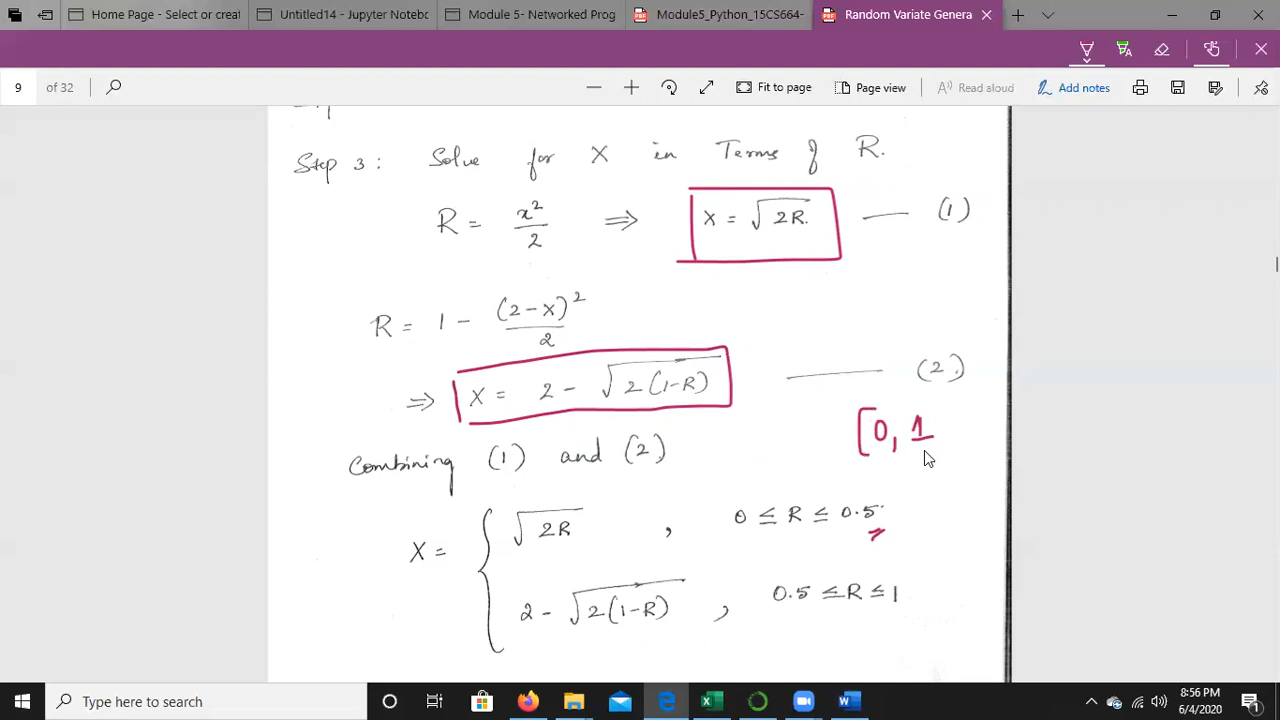 Home Page - Select or creat
Untitled14 - Jupyter Notebo
Module 5- Networked Prog
Module5_Python_15CS664-
Random Variate Genera
9 of 32
Fit to page
Page view
Read aloud
Add notes
Step 3: Solve for X in Terms of R.
R = x²/2 ⇒ X = √2R. — (1)
R = 1 - (2-X)²/2
⇒ X = 2 - √2(1-R) — (2)
[0, 1
Combining (1) and (2)
X = { √2R , 0 ≤ R ≤ 0.5
2 - √2(1-R) , 0.5 ≤ R ≤ 1
Type here to search
8:56 PM
6/4/2020